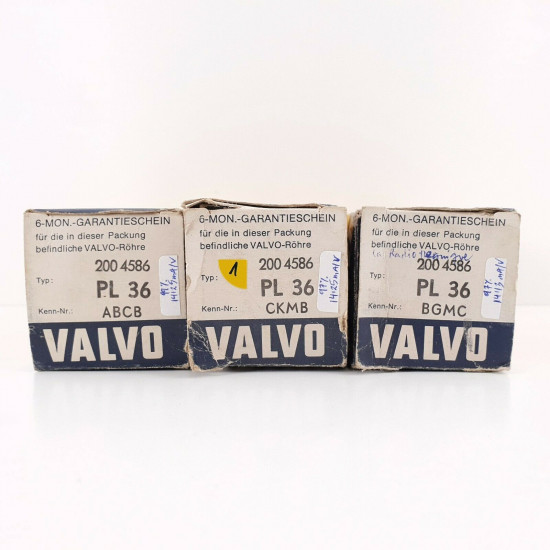 6-MON.-GARANTIESCHEIN
für die in dieser Packung
befindliche VALVO-Röhre
200 4586
Typ:
PL 36
Kenn-Nr.:
ABCB
VALVO
6-MON.-GARANTIESCHEIN
für die in dieser Packung
befindliche VALVO-Röhre
1
200 4586
Typ:
PL 36
97%
Kenn-Nr.:
CKMB
VALVO
6-MON.-GARANTIESCHEIN
für die in dieser Packung
befindliche VALVO-Röhre
200 4586
Typ:
PL 36
97%
Kenn-Nr.:
BGMC
VALVO